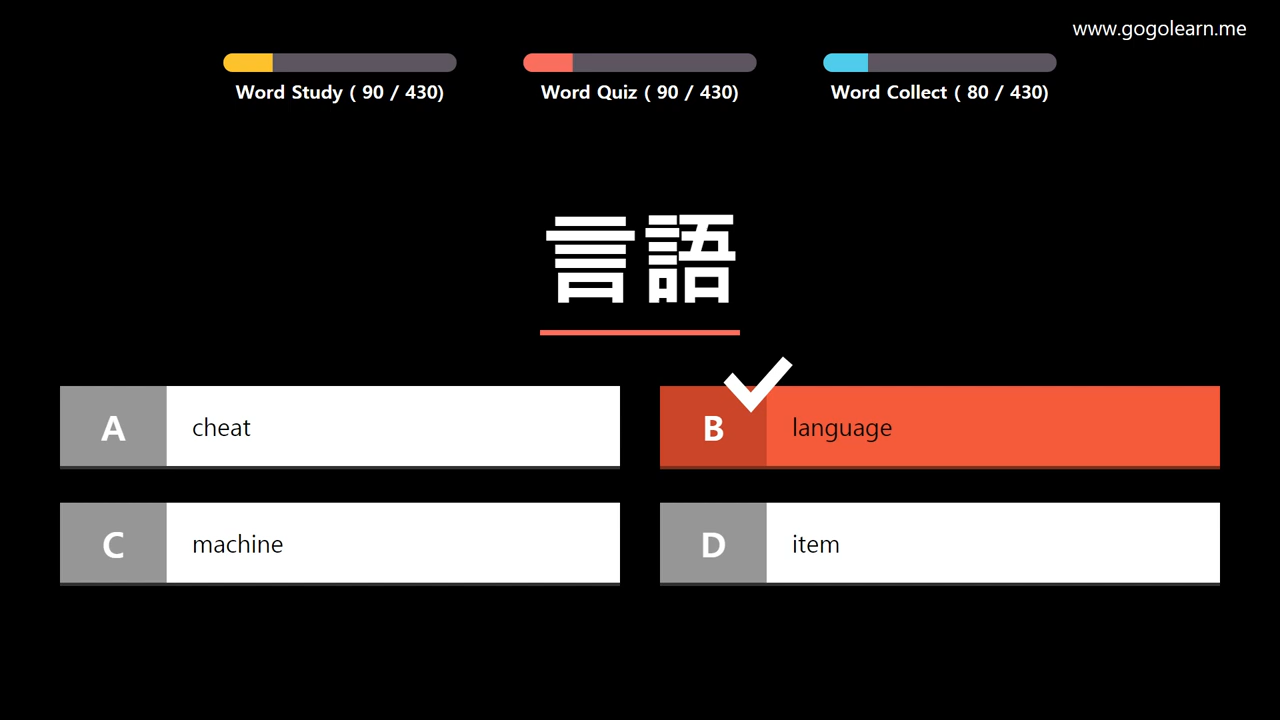 www.gogolearn.me
Word Study ( 90 / 430)
Word Quiz ( 90 / 430)
Word Collect ( 80 / 430)
言語
A cheat
B language
C machine
D item